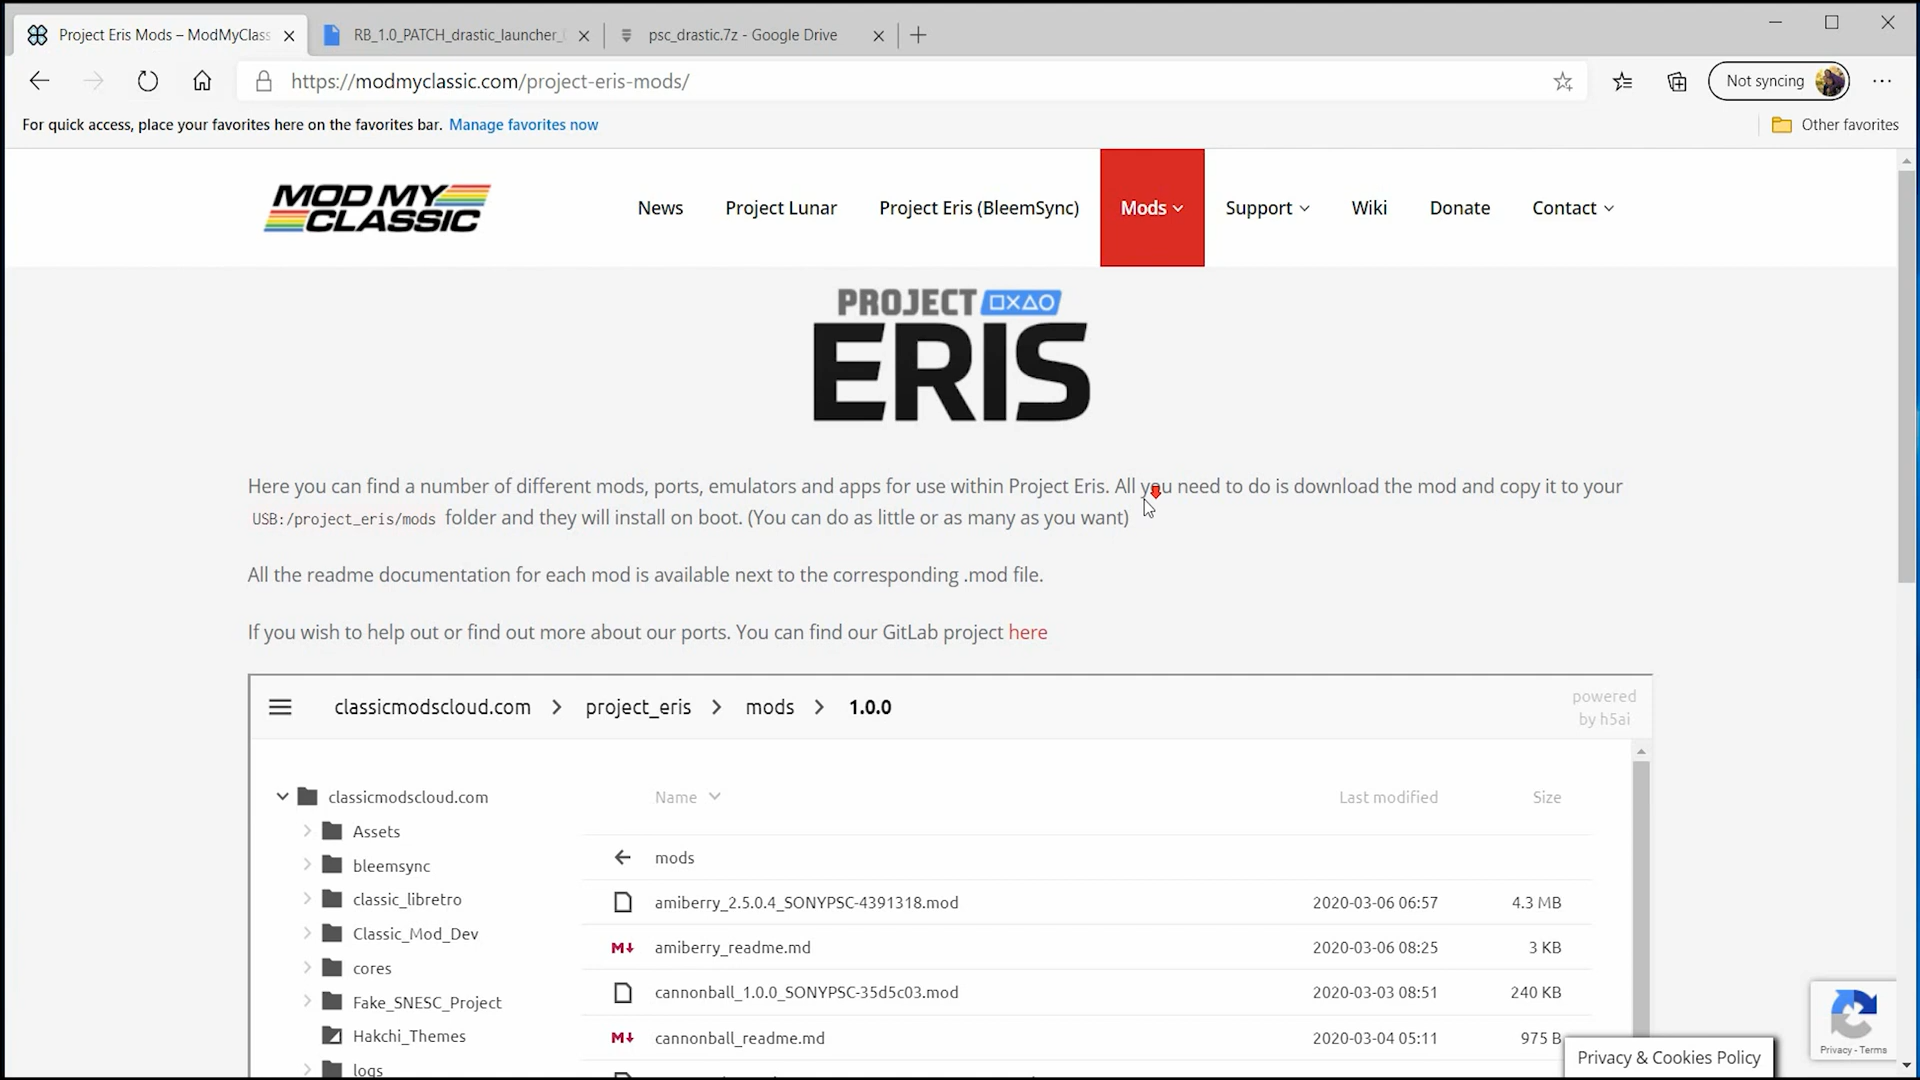 Project Eris Mods – ModMyClass
RB_1.0_PATCH_drastic_launcher_
psc_drastic.7z - Google Drive
https://modmyclassic.com/project-eris-mods/
Not syncing
For quick access, place your favorites here on the favorites bar. Manage favorites now
Other favorites
MOD MY CLASSIC
News
Project Lunar
Project Eris (BleemSync)
Mods
Support
Wiki
Donate
Contact
PROJECT
ERIS
Here you can find a number of different mods, ports, emulators and apps for use within Project Eris. All you need to do is download the mod and copy it to your
USB:/project_eris/mods folder and they will install on boot. (You can do as little or as many as you want)
All the readme documentation for each mod is available next to the corresponding .mod file.
If you wish to help out or find out more about our ports. You can find our GitLab project here
classicmodscloud.com > project_eris > mods > 1.0.0
powered
by h5ai
classicmodscloud.com
Assets
bleemsync
classic_libretro
Classic_Mod_Dev
cores
Fake_SNESC_Project
Hakchi_Themes
logs
Name Last modified Size
mods
amiberry_2.5.0.4_SONYPSC-4391318.mod 2020-03-06 06:57 4.3 MB
M↓ amiberry_readme.md 2020-03-06 08:25 3 KB
cannonball_1.0.0_SONYPSC-35d5c03.mod 2020-03-03 08:51 240 KB
M↓ cannonball_readme.md 2020-03-04 05:11 975 B
Privacy - Terms
Privacy & Cookies Policy